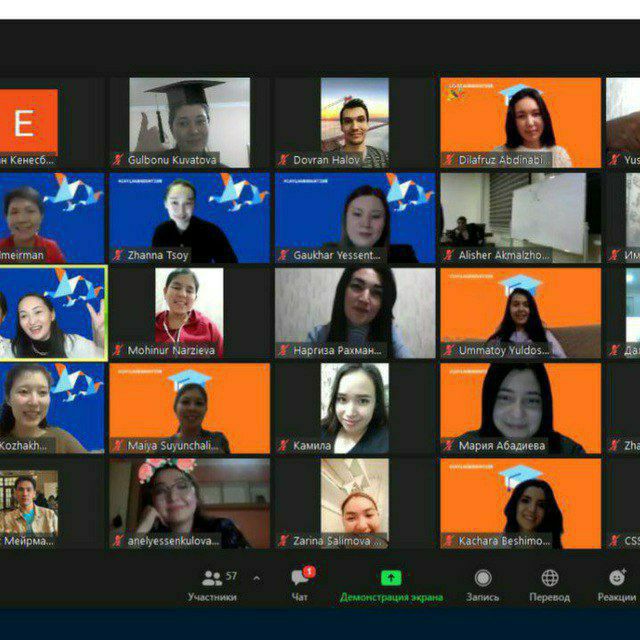 E
н Кенесб...
Gulbonu Kuvatova
Dovran Halov
Dilafruz Abdinabi...
Yus
meirman
Zhanna Tsoy
Gaukhar Yessent...
Alisher Akmalzho...
Им
Mohinur Narzieva
Наргиза Рахман...
Ummatoy Yuldos...
Да
Kozhakh...
Maiya Suyunchali...
Камила
Мария Абадиева
Zha
Мейрма...
anelyessenkulova...
Zarina Salimova ...
Kachara Beshimo...
CSS
57
1
Участники
Чат
Демонстрация экрана
Запись
Перевод
Реакции